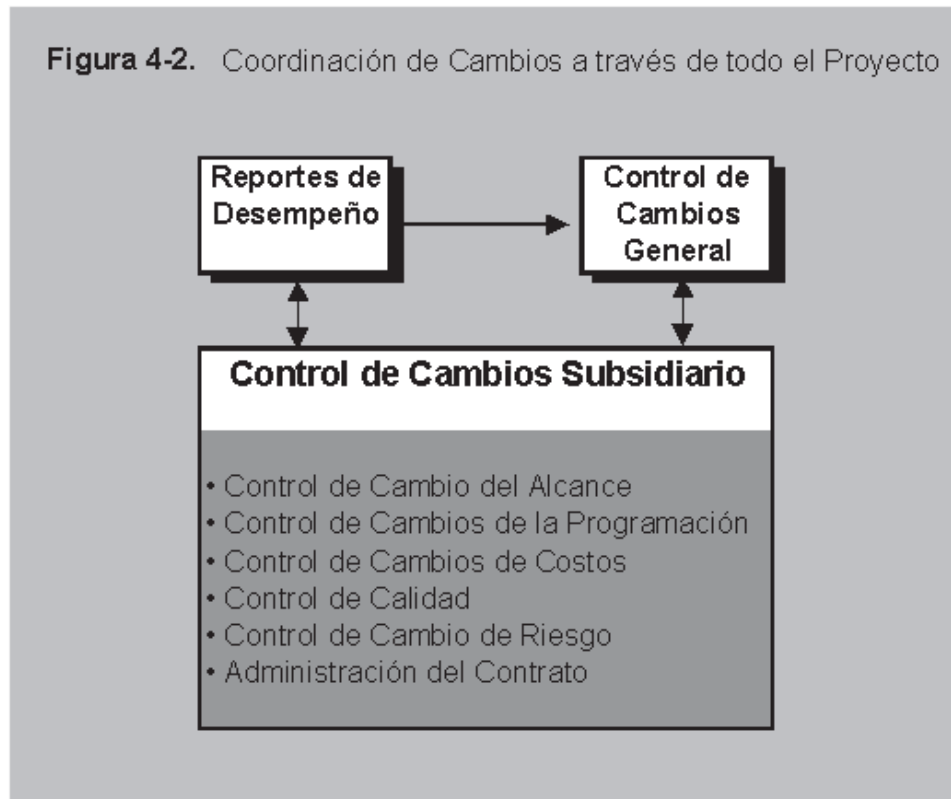 Figura 4-2. Coordinación de Cambios a través de todo el Proyecto
Reportes de
Desempeño
Control de
Cambios
General
Control de Cambios Subsidiario
• Control de Cambio del Alcance
• Control de Cambios de la Programación
• Control de Cambios de Costos
• Control de Calidad
• Control de Cambio de Riesgo
• Administración del Contrato